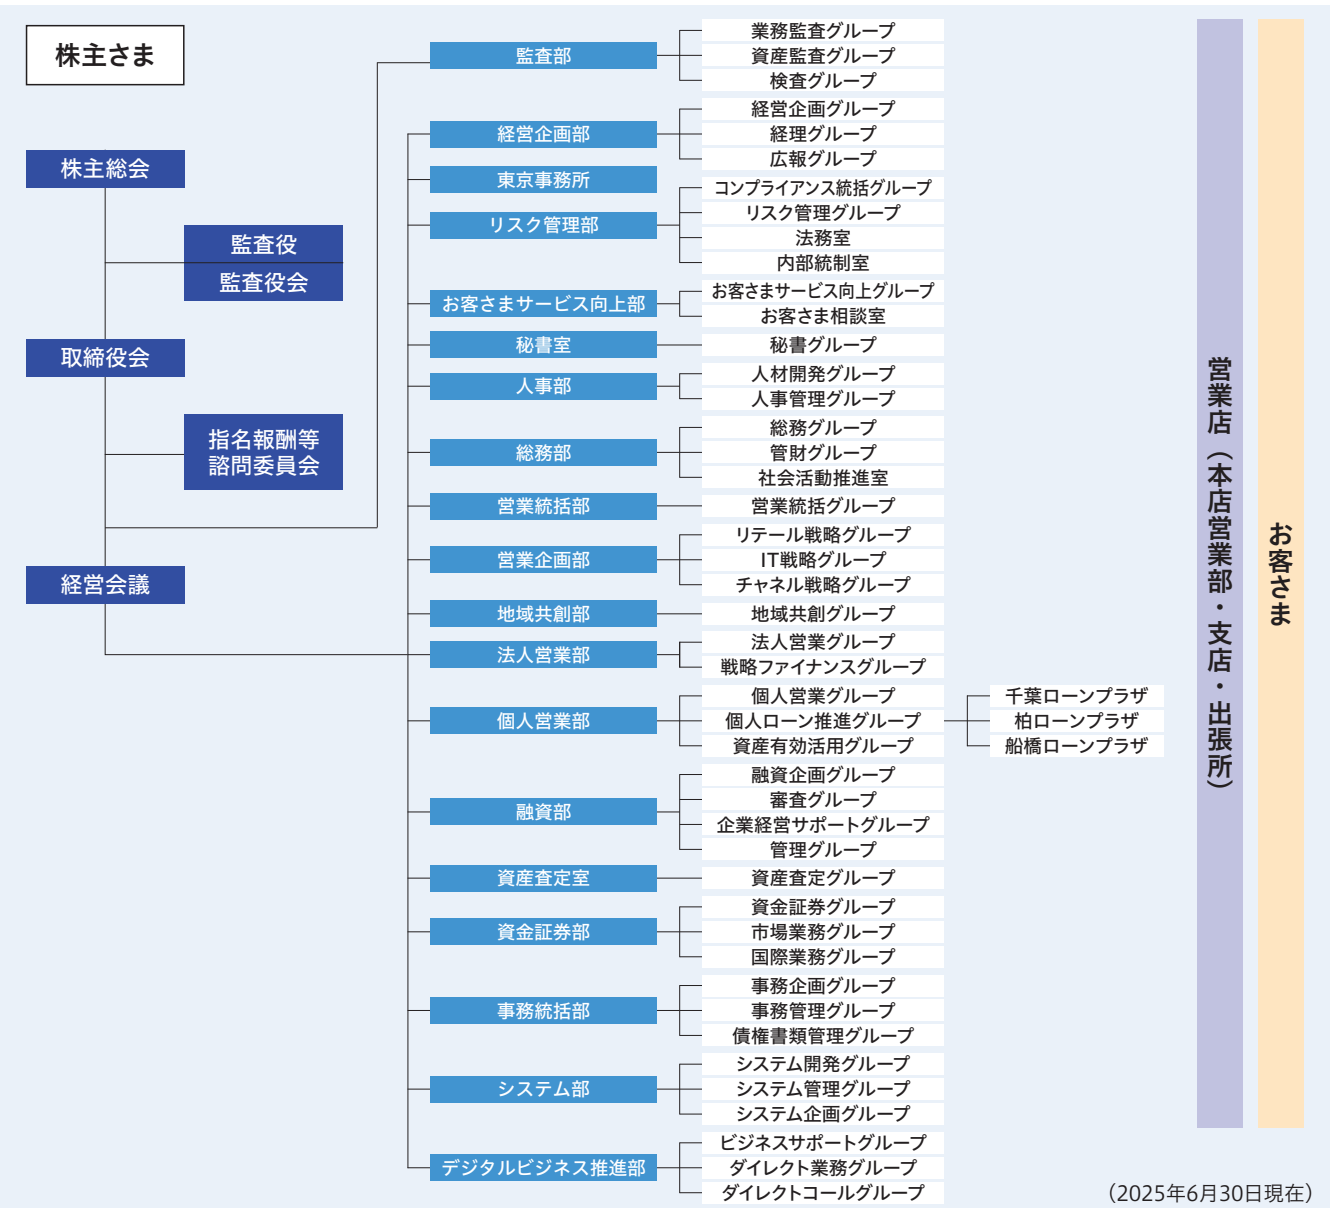 株主さま
株主総会
監査役
監査役会
取締役会
指名報酬等
諮問委員会
経営会議
監査部
業務監査グループ
資産監査グループ
検査グループ
経営企画部
経営企画グループ
経理グループ
広報グループ
東京事務所
リスク管理部
コンプライアンス統括グループ
リスク管理グループ
法務室
内部統制室
お客さまサービス向上部
お客さまサービス向上グループ
お客さま相談室
秘書室
秘書グループ
人事部
人材開発グループ
人事管理グループ
総務部
総務グループ
管財グループ
社会活動推進室
営業統括部
営業統括グループ
営業企画部
リテール戦略グループ
IT戦略グループ
チャネル戦略グループ
地域共創部
地域共創グループ
法人営業部
法人営業グループ
戦略ファイナンスグループ
個人営業部
個人営業グループ
個人ローン推進グループ
資産有効活用グループ
千葉ローンプラザ
柏ローンプラザ
船橋ローンプラザ
融資部
融資企画グループ
審査グループ
企業経営サポートグループ
管理グループ
資産査定室
資産査定グループ
資金証券部
資金証券グループ
市場業務グループ
国際業務グループ
事務統括部
事務企画グループ
事務管理グループ
債権書類管理グループ
システム部
システム開発グループ
システム管理グループ
システム企画グループ
デジタルビジネス推進部
ビジネスサポートグループ
ダイレクト業務グループ
ダイレクトコールグループ
営業店（本店営業部・支店・出張所）
お客さま
（2025年6月30日現在）